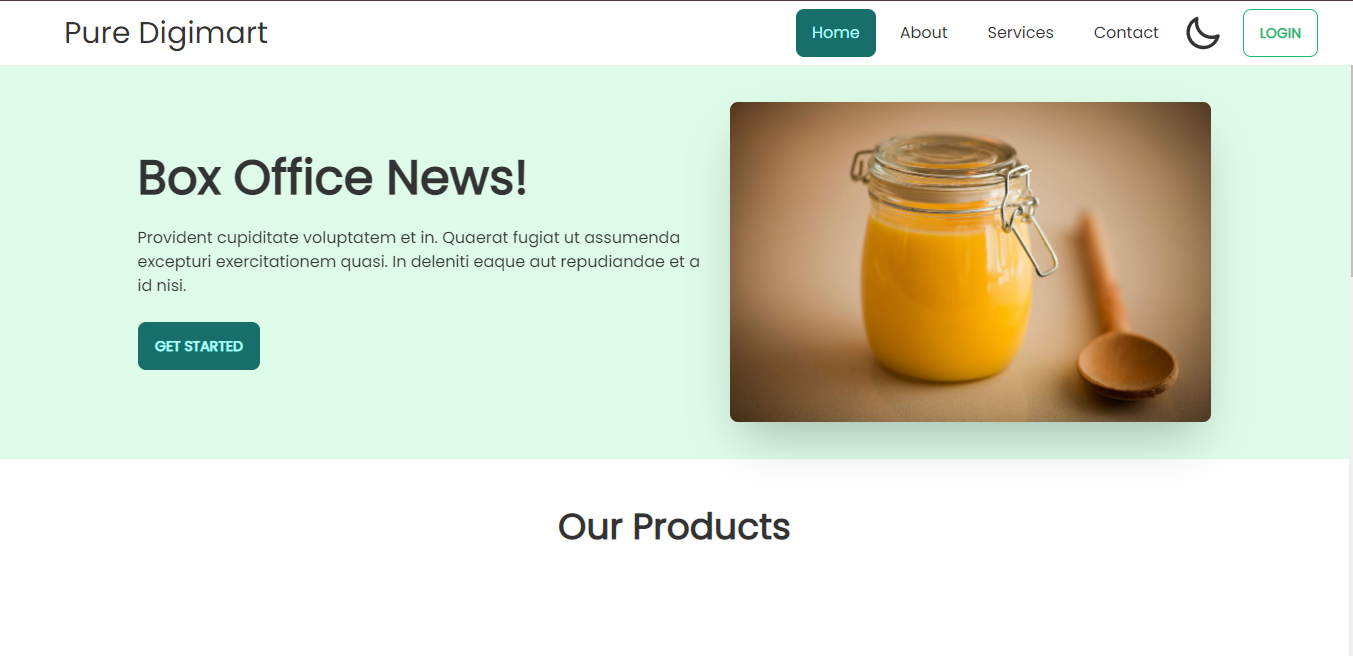 Pure Digimart
Home
About
Services
Contact
LOGIN
Box Office News!
Provident cupiditate voluptatem et in. Quaerat fugiat ut assumenda
excepturi exercitationem quasi. In deleniti eaque aut repudiandae et a
id nisi.
GET STARTED
Our Products